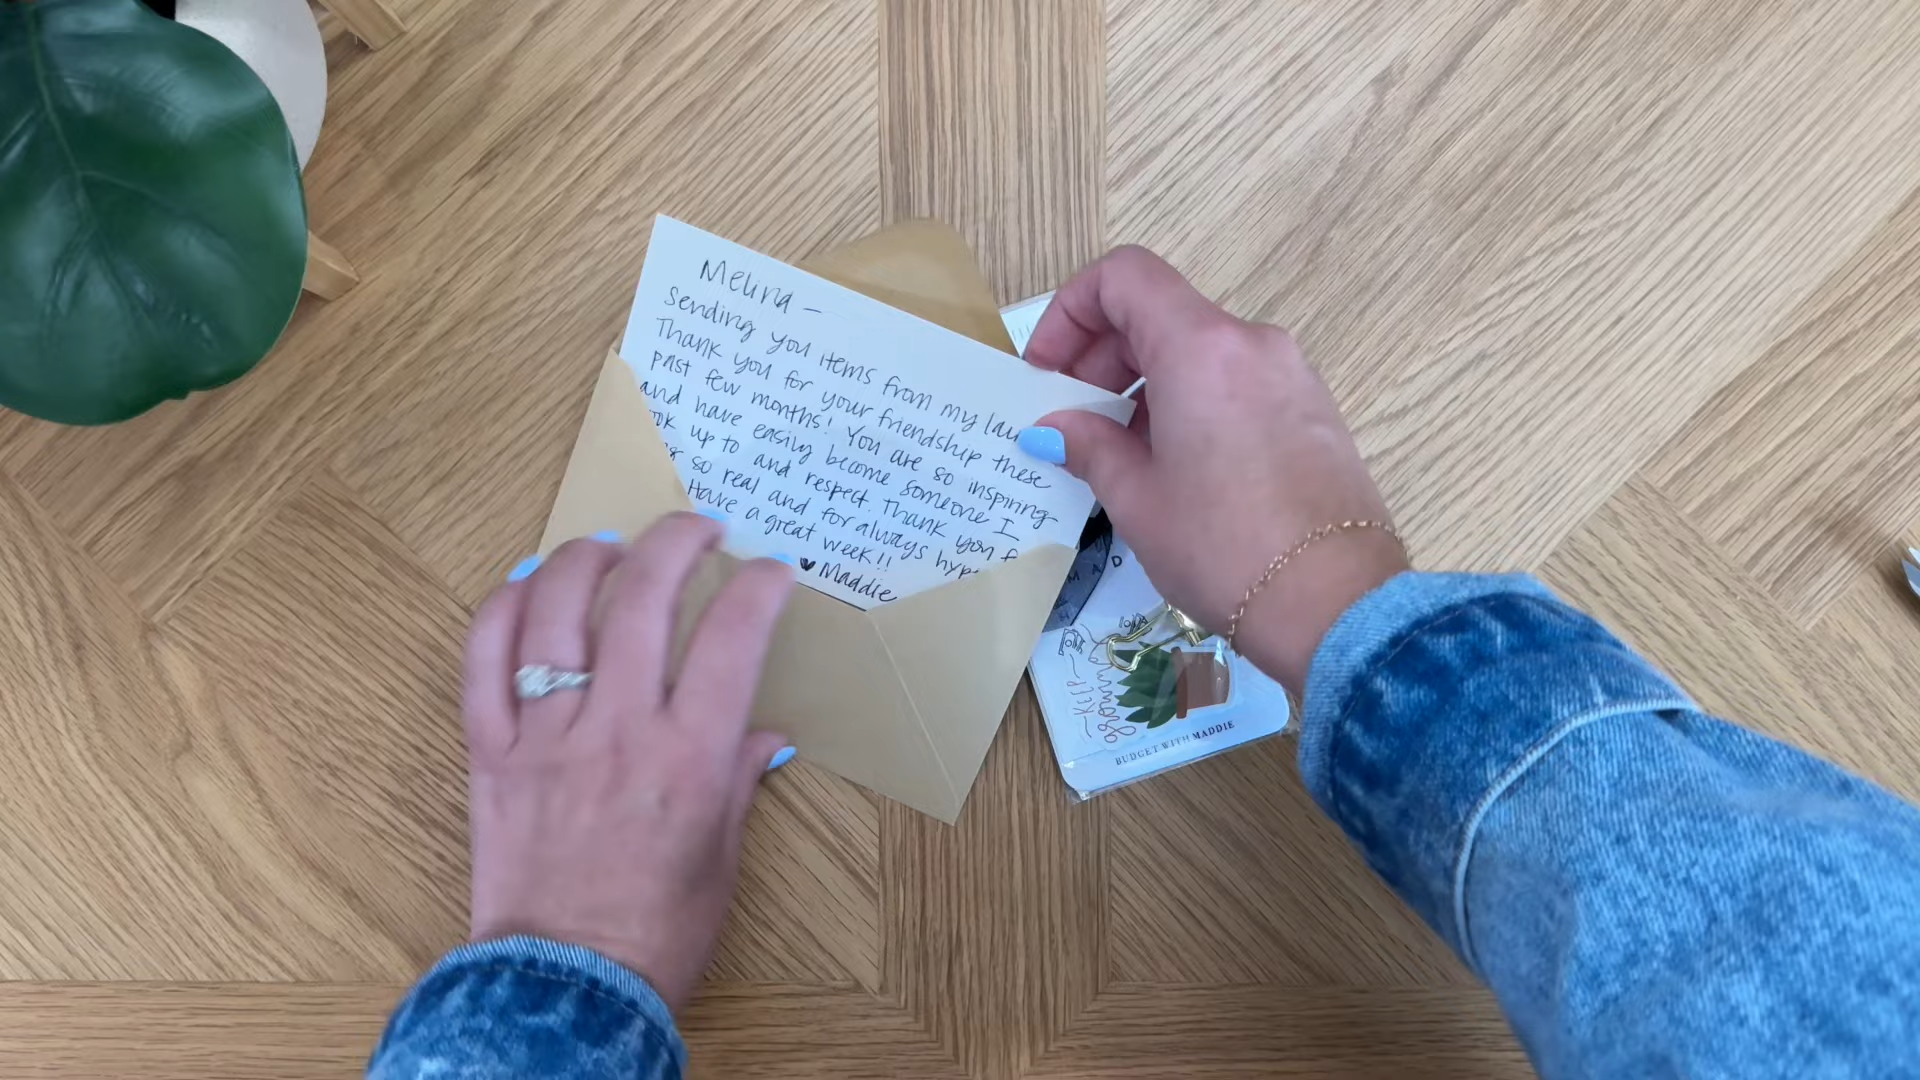 Melina –
Sending you items from my
Thank you for your friendship these
past few months! You are so inspiring
and have easily become someone I
up to and respect. Thank you
so real and for always
Have a great week!!
♥ Maddie
MAD
KEEP
growing
BUDGET WITH MADDIE